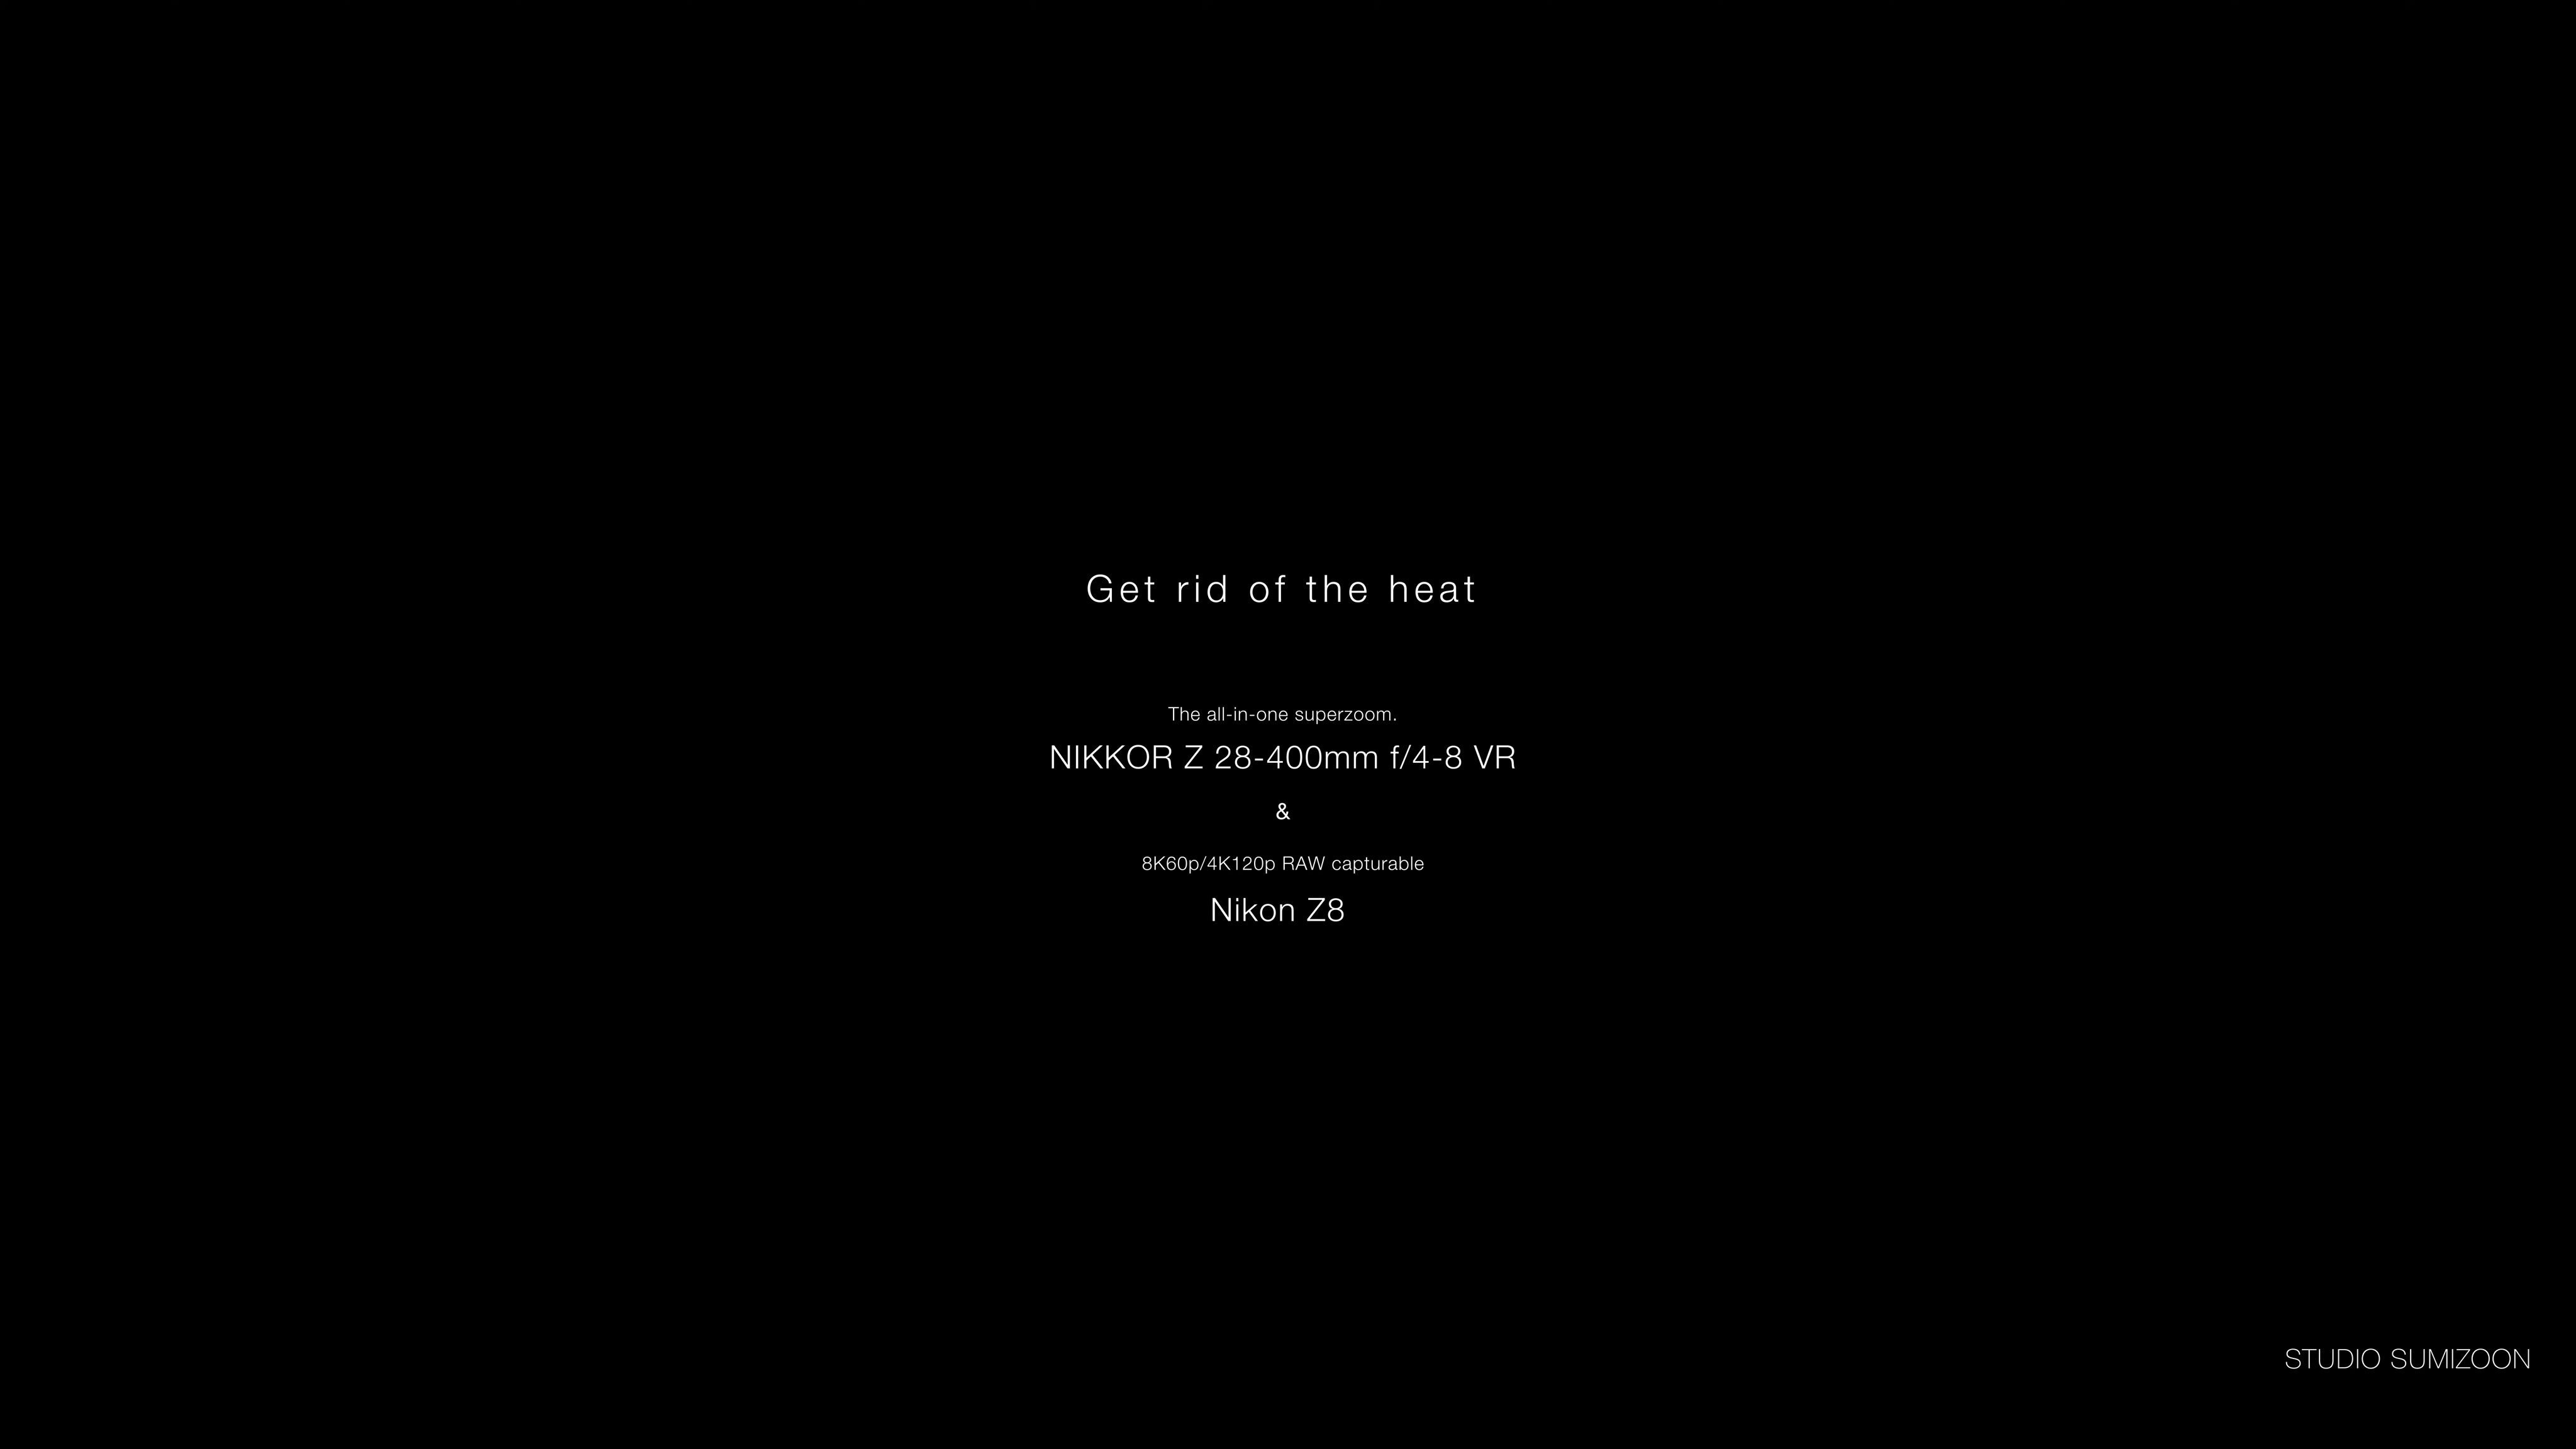 Get rid of the heat
The all-in-one superzoom.
NIKKOR Z 28-400mm f/4-8 VR
&
8K60p/4K120p RAW capturable
Nikon Z8
STUDIO SUMIZOON